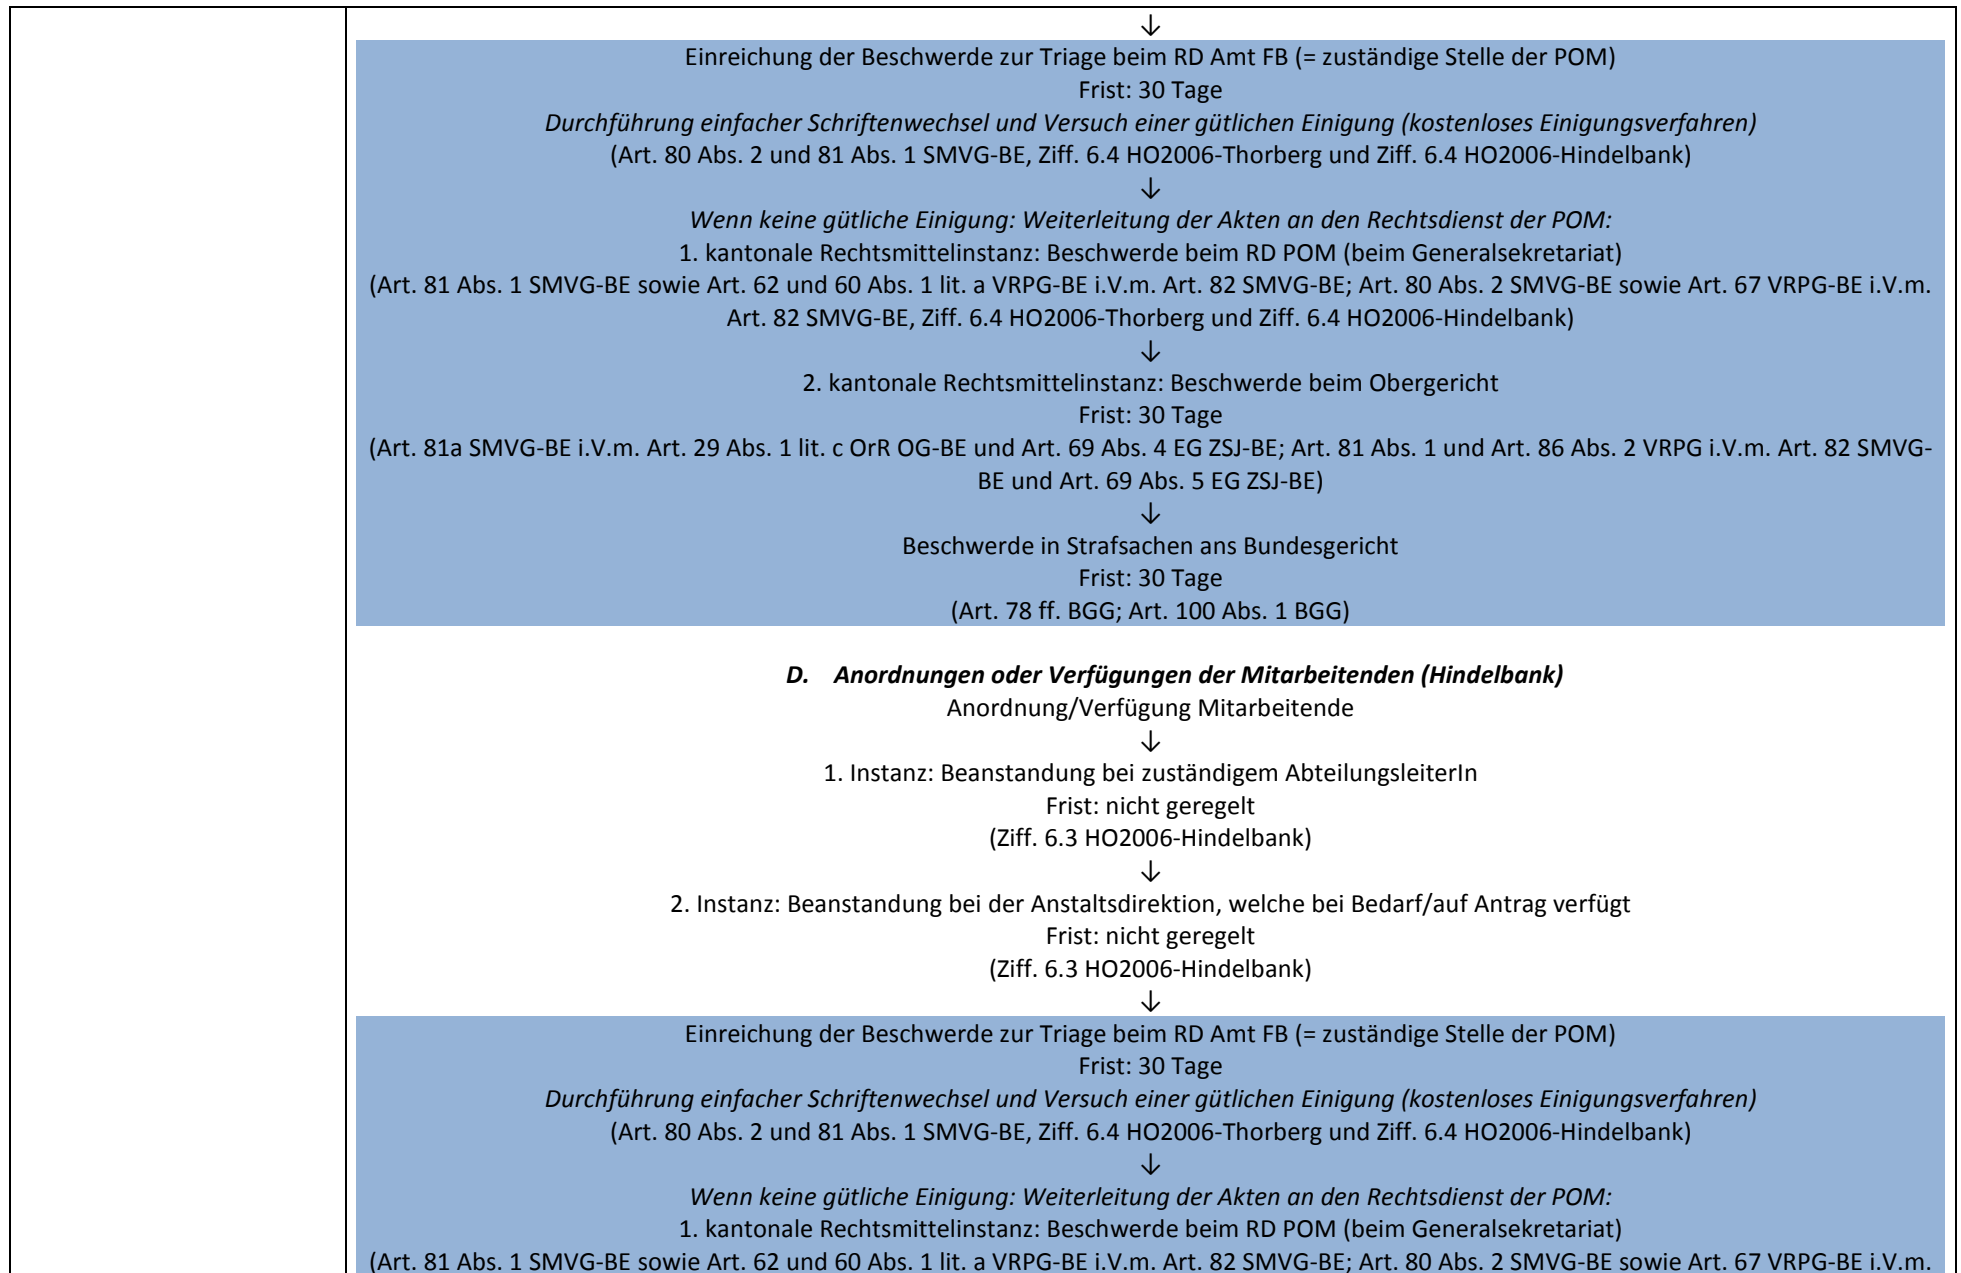 ↓
Einreichung der Beschwerde zur Triage beim RD Amt FB (= zuständige Stelle der POM)
Frist: 30 Tage
Durchführung einfacher Schriftenwechsel und Versuch einer gütlichen Einigung (kostenloses Einigungsverfahren)
(Art. 80 Abs. 2 und 81 Abs. 1 SMVG-BE, Ziff. 6.4 HO2006-Thorberg und Ziff. 6.4 HO2006-Hindelbank)
↓
Wenn keine gütliche Einigung: Weiterleitung der Akten an den Rechtsdienst der POM:
1. kantonale Rechtsmittelinstanz: Beschwerde beim RD POM (beim Generalsekretariat)
(Art. 81 Abs. 1 SMVG-BE sowie Art. 62 und 60 Abs. 1 lit. a VRPG-BE i.V.m. Art. 82 SMVG-BE; Art. 80 Abs. 2 SMVG-BE sowie Art. 67 VRPG-BE i.V.m.
Art. 82 SMVG-BE, Ziff. 6.4 HO2006-Thorberg und Ziff. 6.4 HO2006-Hindelbank)
↓
2. kantonale Rechtsmittelinstanz: Beschwerde beim Obergericht
Frist: 30 Tage
(Art. 81a SMVG-BE i.V.m. Art. 29 Abs. 1 lit. c OrR OG-BE und Art. 69 Abs. 4 EG ZSJ-BE; Art. 81 Abs. 1 und Art. 86 Abs. 2 VRPG i.V.m. Art. 82 SMVG-
BE und Art. 69 Abs. 5 EG ZSJ-BE)
↓
Beschwerde in Strafsachen ans Bundesgericht
Frist: 30 Tage
(Art. 78 ff. BGG; Art. 100 Abs. 1 BGG)
D. Anordnungen oder Verfügungen der Mitarbeitenden (Hindelbank)
Anordnung/Verfügung Mitarbeitende
↓
1. Instanz: Beanstandung bei zuständigem AbteilungsleiterIn
Frist: nicht geregelt
(Ziff. 6.3 HO2006-Hindelbank)
↓
2. Instanz: Beanstandung bei der Anstaltsdirektion, welche bei Bedarf/auf Antrag verfügt
Frist: nicht geregelt
(Ziff. 6.3 HO2006-Hindelbank)
↓
Einreichung der Beschwerde zur Triage beim RD Amt FB (= zuständige Stelle der POM)
Frist: 30 Tage
Durchführung einfacher Schriftenwechsel und Versuch einer gütlichen Einigung (kostenloses Einigungsverfahren)
(Art. 80 Abs. 2 und 81 Abs. 1 SMVG-BE, Ziff. 6.4 HO2006-Thorberg und Ziff. 6.4 HO2006-Hindelbank)
↓
Wenn keine gütliche Einigung: Weiterleitung der Akten an den Rechtsdienst der POM:
1. kantonale Rechtsmittelinstanz: Beschwerde beim RD POM (beim Generalsekretariat)
(Art. 81 Abs. 1 SMVG-BE sowie Art. 62 und 60 Abs. 1 lit. a VRPG-BE i.V.m. Art. 82 SMVG-BE; Art. 80 Abs. 2 SMVG-BE sowie Art. 67 VRPG-BE i.V.m.